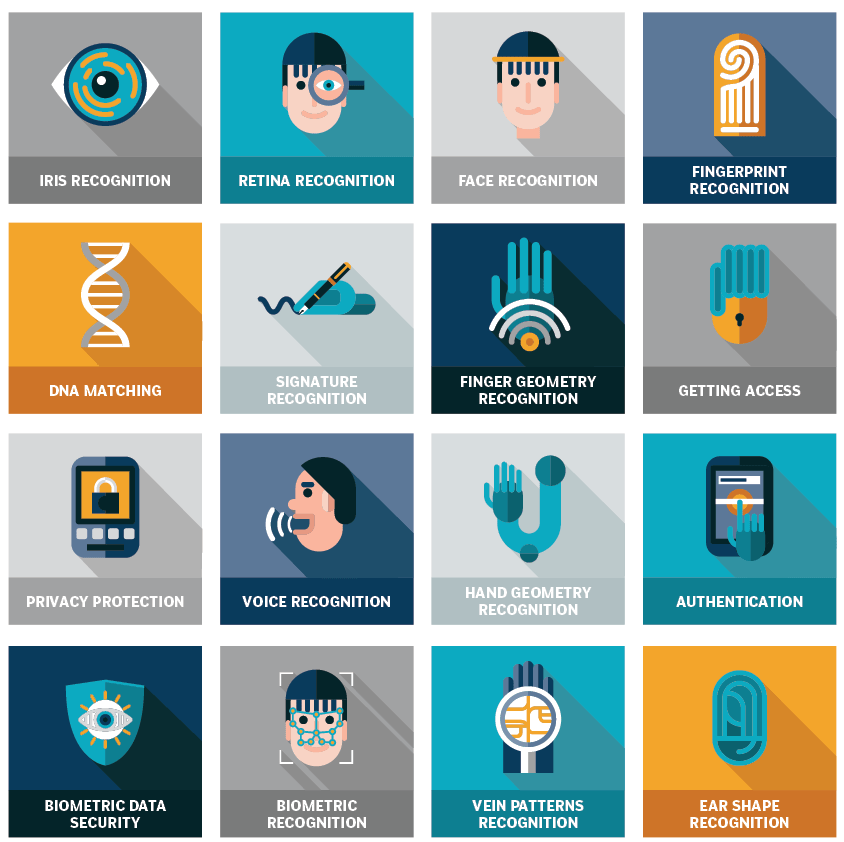 IRIS RECOGNITION
RETINA RECOGNITION
FACE RECOGNITION
FINGERPRINT
RECOGNITION
DNA MATCHING
SIGNATURE
RECOGNITION
FINGER GEOMETRY
RECOGNITION
GETTING ACCESS
PRIVACY PROTECTION
VOICE RECOGNITION
HAND GEOMETRY
RECOGNITION
AUTHENTICATION
BIOMETRIC DATA
SECURITY
BIOMETRIC
RECOGNITION
VEIN PATTERNS
RECOGNITION
EAR SHAPE
RECOGNITION